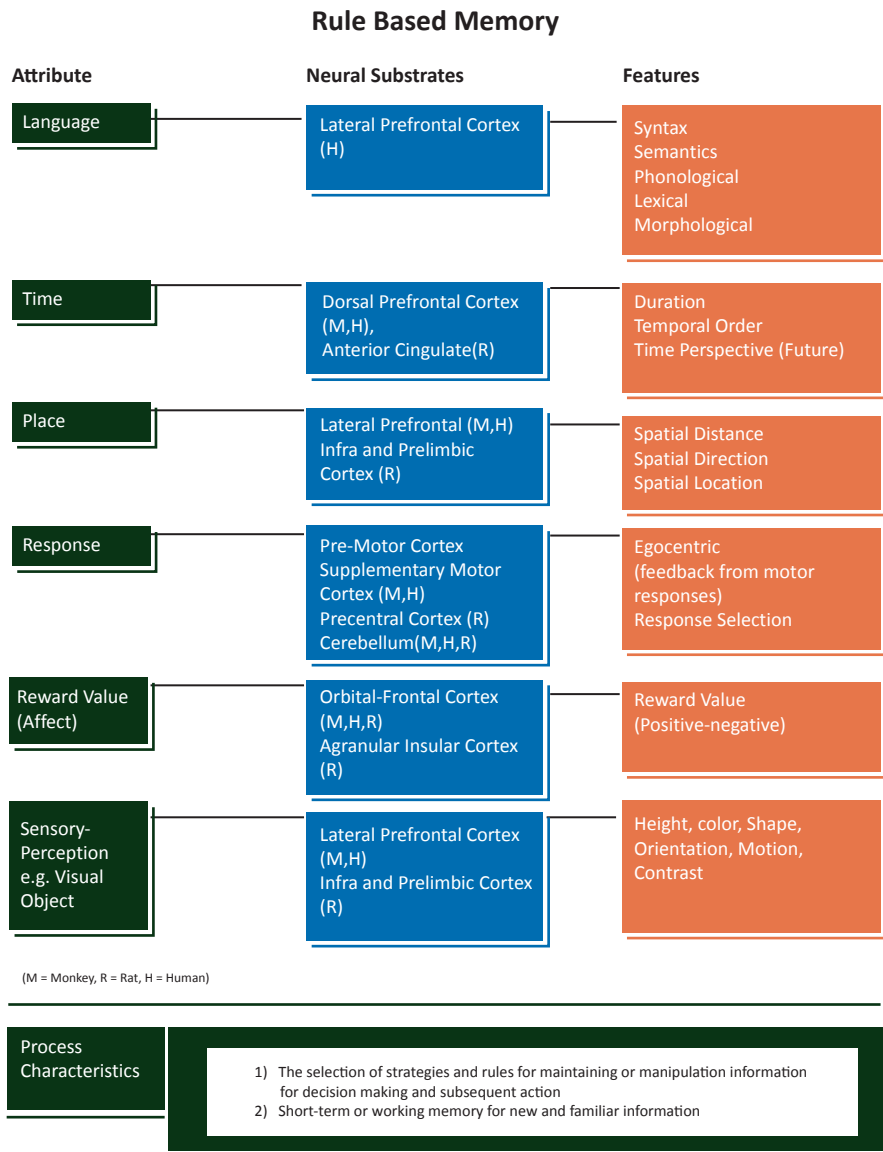 Rule Based Memory
Attribute
Neural Substrates
Features
Language
Lateral Prefrontal Cortex
(H)
Syntax
Semantics
Phonological
Lexical
Morphological
Time
Dorsal Prefrontal Cortex
(M,H),
Anterior Cingulate(R)
Duration
Temporal Order
Time Perspective (Future)
Place
Lateral Prefrontal (M,H)
Infra and Prelimbic
Cortex (R)
Spatial Distance
Spatial Direction
Spatial Location
Response
Pre-Motor Cortex
Supplementary Motor
Cortex (M,H)
Precentral Cortex (R)
Cerebellum(M,H,R)
Egocentric
(feedback from motor
responses)
Response Selection
Reward Value
(Affect)
Orbital-Frontal Cortex
(M,H,R)
Agranular Insular Cortex
(R)
Reward Value
(Positive-negative)
Sensory-
Perception
e.g. Visual
Object
Lateral Prefrontal Cortex
(M,H)
Infra and Prelimbic Cortex
(R)
Height, color, Shape,
Orientation, Motion,
Contrast
(M = Monkey, R = Rat, H = Human)
Process
Characteristics
1) The selection of strategies and rules for maintaining or manipulation information
for decision making and subsequent action
2) Short-term or working memory for new and familiar information